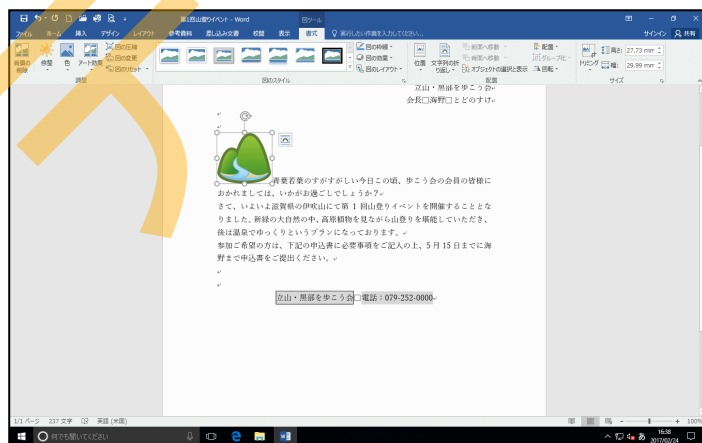 第1回山登りイベント - Word
図ツール
ファイル ホーム 挿入 デザイン レイアウト 参考資料 差し込み文書 校閲 表示 書式 実行したい作業を入力してください...
サインイン 共有
背景の削除 修整 色 アート効果 図の圧縮 図の変更 図のリセット
図の枠線 図の効果 図のレイアウト
位置 文字列の折り返し 前面へ移動 背面へ移動 オブジェクトの選択と表示 配置 グループ化 回転
トリミング 高さ: 27.73 mm
幅: 29.99 mm
調整 図のスタイル 配置 サイズ
立山・黒部を歩こう会
会長□海野□とどのすけ
青葉若葉のすがすがしい今日この頃、歩こう会の会員の皆様に
おかれましては、いかがお過ごしでしょうか?
さて、いよいよ滋賀県の伊吹山にて第 1 回山登りイベントを開催することとな
りました。新緑の大自然の中、高原植物を見ながら山登りを堪能していただき、
後は温泉でゆっくりというプランになっております。
参加ご希望の方は、下記の申込書に必要事項をご記入の上、5 月 15 日までに海
野まで申込書をご提出ください。
立山・黒部を歩こう会□電話:079-252-0000
1/1 ページ 237 文字 英語 (米国)
100%
何でも聞いてください
あ 16:38
2017/02/24